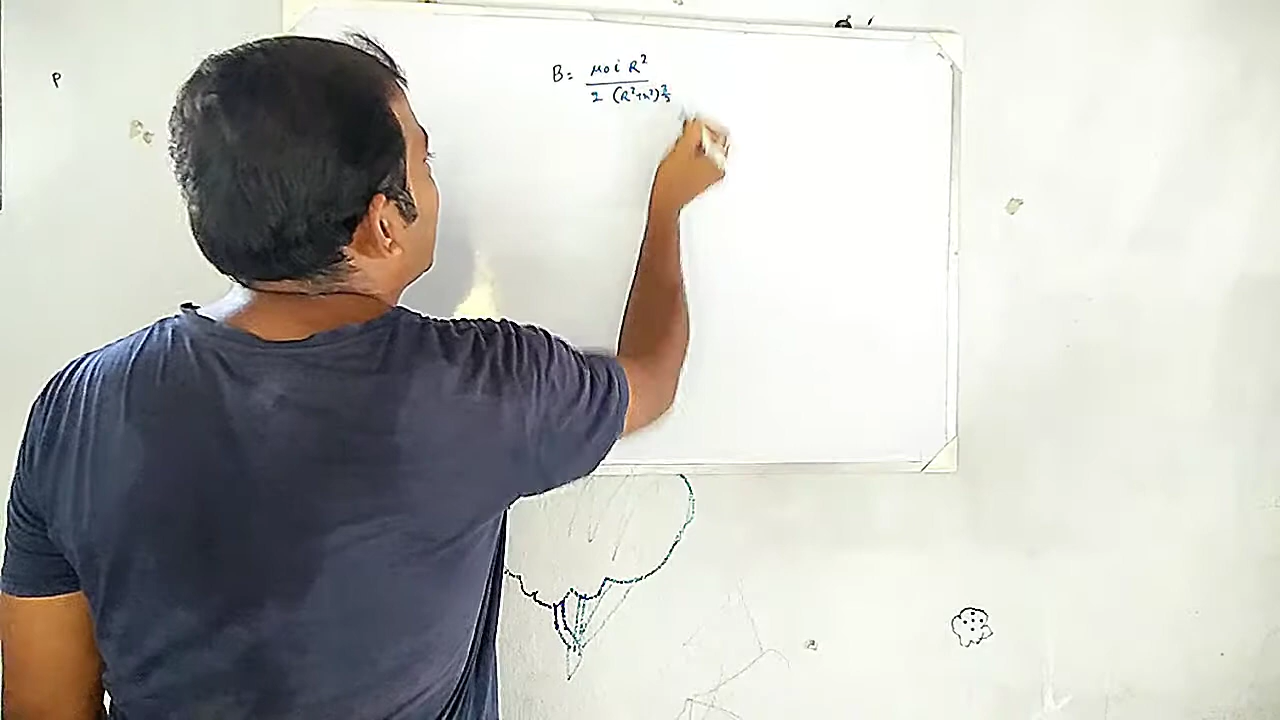 P
B = μ₀ i R² / 2 (R²+x²)^3/2